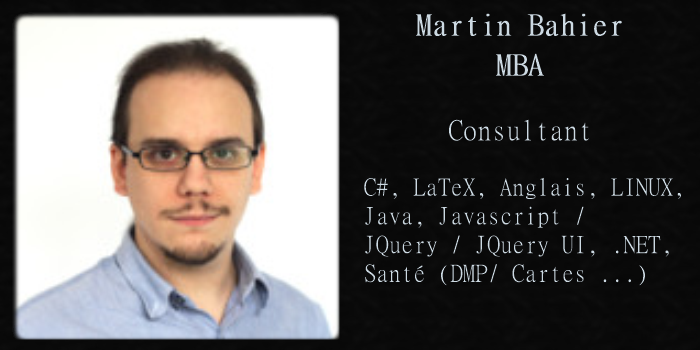 Martin Bahier
MBA
Consultant
C#, LaTeX, Anglais, LINUX,
Java, Javascript /
JQuery / JQuery UI, .NET,
Santé (DMP/ Cartes ...)